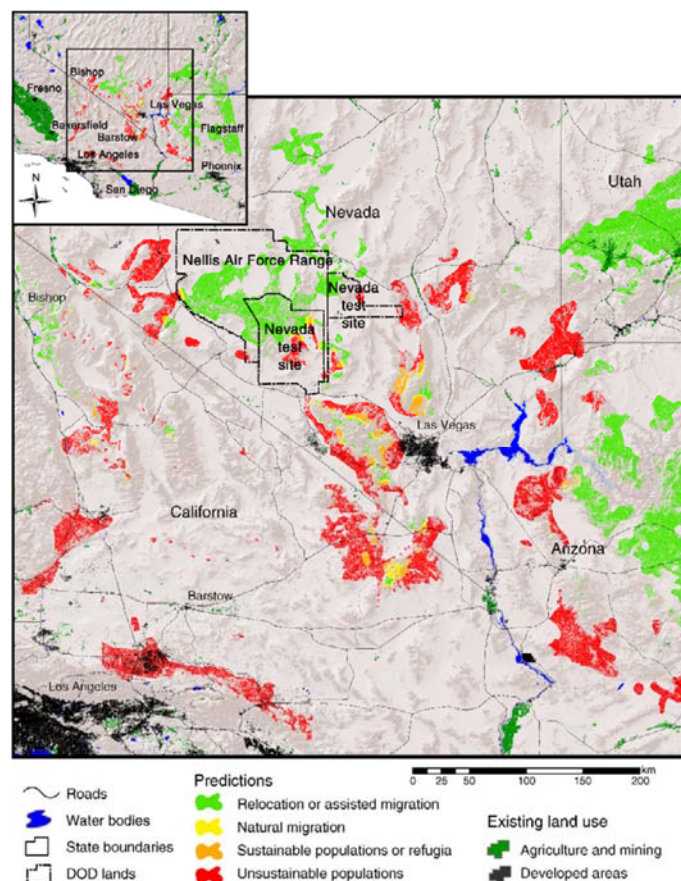 Bishop
Fresno
Las Vegas
Bakersfield
Barstow
Flagstaff
Los Angeles
Phoenix
N
San Diego
Utah
Nevada
Nellis Air Force Range
Bishop
Nevada
test
site
Nevada
test
site
Las Vegas
California
Arizona
Barstow
Los Angeles
km
0 25 50 100 150 200
Roads
Water bodies
State boundaries
DOD lands
Predictions
Relocation or assisted migration
Natural migration
Sustainable populations or refugia
Unsustainable populations
Existing land use
Agriculture and mining
Developed areas